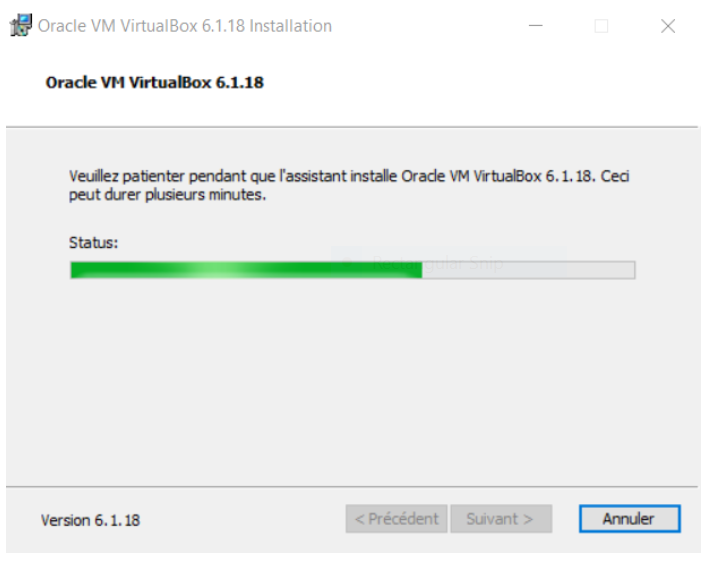 Oracle VM VirtualBox 6.1.18 Installation
Oracle VM VirtualBox 6.1.18
Veuillez patienter pendant que l'assistant installe Oracle VM VirtualBox 6.1.18. Ceci
peut durer plusieurs minutes.
Status:
Rectangular Snip
Version 6.1.18
< Précédent
Suivant >
Annuler